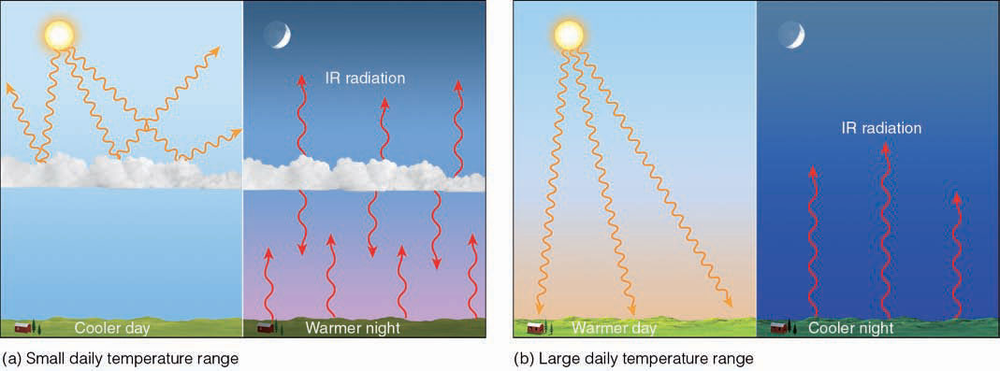 IR radiation
IR radiation
Cooler day
Warmer night
Warmer day
Cooler night
(a) Small daily temperature range
(b) Large daily temperature range